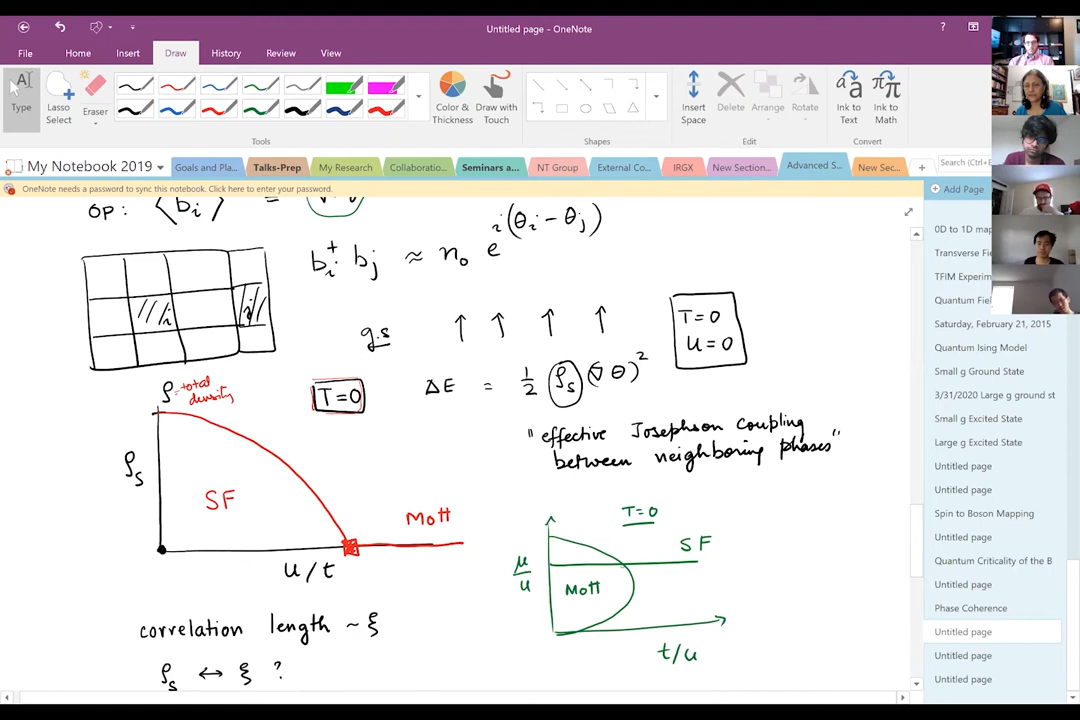 Untitled page - OneNote
File Home Insert Draw History Review View
Type
Lasso Select
Eraser
Color & Thickness
Draw with Touch
Insert Space
Delete
Arrange
Rotate
Ink to Text
Ink to Math
Tools
Shapes
Edit
Convert
My Notebook 2019
Goals and Pla...
Talks-Prep
My Research
Collaboratio...
Seminars a...
NT Group
External Co...
IRGX
New Section...
Advanced S...
New Sec...
Search (Ctrl+E
OneNote needs a password to sync this notebook. Click here to enter your password.
Add Page
0D to 1D map
Transverse Fi
TFIM Experim
Quantum Fiel
Saturday, February 21, 2015
Quantum Ising Model
Small g Ground State
3/31/2020 Large g ground st
Small g Excited State
Large g Excited State
Untitled page
Untitled page
Spin to Boson Mapping
Untitled page
Quantum Criticality of the B
Untitled page
Phase Coherence
Untitled page
Untitled page
Untitled page
OP: ⟨b_i⟩ =
b_i^+ b_j ≈ n_0 e^{i(θ_i - θ_j)}
i
j
g.s ↑ ↑ ↑ ↑
T=0
U=0
ΔE = 1/2 ρ_s (∇θ)^2
"effective Josephson coupling
between neighboring phases"
ρ=total density
T=0
ρ_s
SF
Mott
U/t
T=0
μ/U
SF
Mott
t/U
correlation length ~ ξ
ρ_s ↔ ξ ?